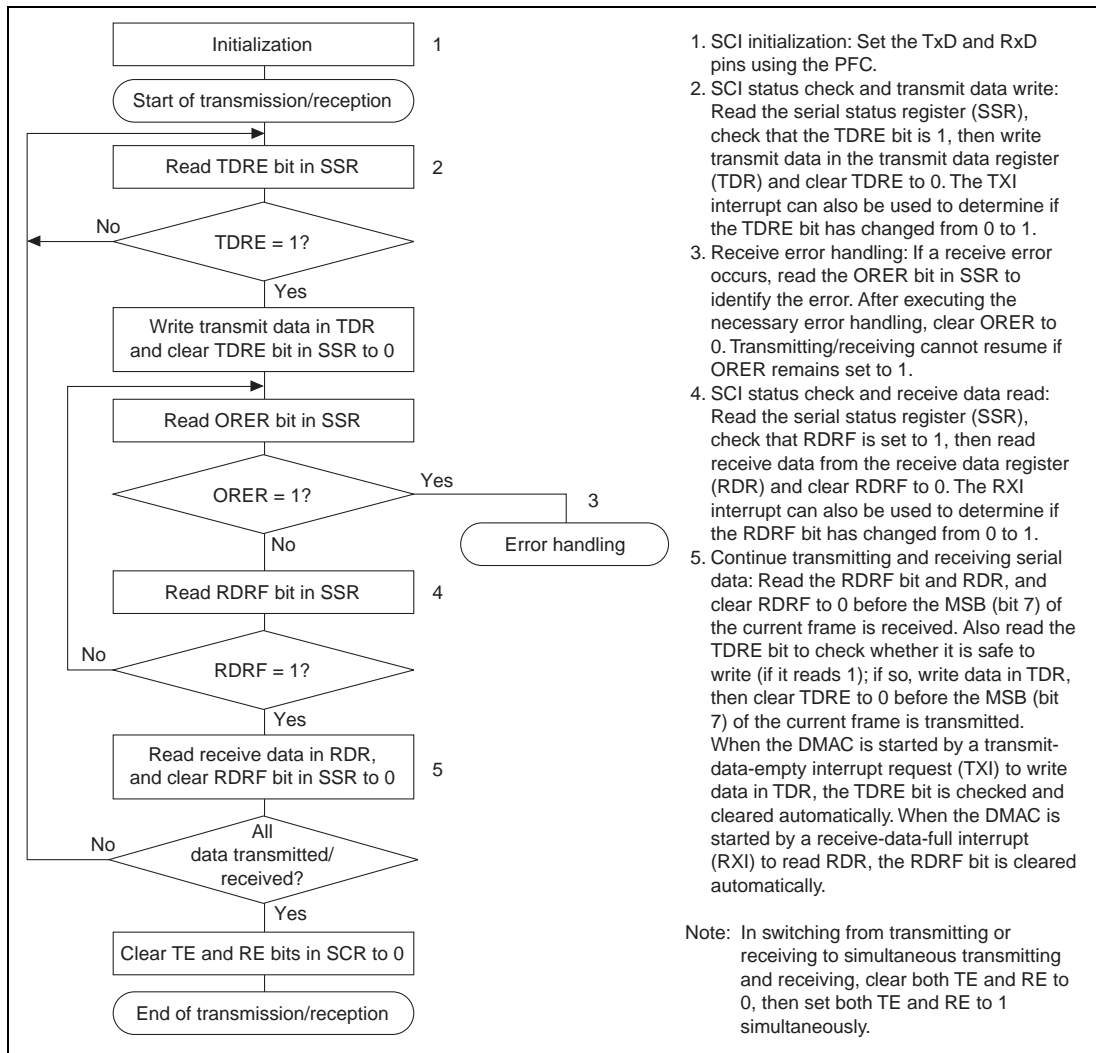 Initialization
1
Start of transmission/reception
Read TDRE bit in SSR
2
No
TDRE = 1?
Yes
Write transmit data in TDR
and clear TDRE bit in SSR to 0
Read ORER bit in SSR
ORER = 1?
Yes
3
No
Error handling
Read RDRF bit in SSR
4
No
RDRF = 1?
Yes
Read receive data in RDR,
and clear RDRF bit in SSR to 0
5
No
All
data transmitted/
received?
Yes
Clear TE and RE bits in SCR to 0
End of transmission/reception
1. SCI initialization: Set the TxD and RxD
pins using the PFC.
2. SCI status check and transmit data write:
Read the serial status register (SSR),
check that the TDRE bit is 1, then write
transmit data in the transmit data register
(TDR) and clear TDRE to 0. The TXI
interrupt can also be used to determine if
the TDRE bit has changed from 0 to 1.
3. Receive error handling: If a receive error
occurs, read the ORER bit in SSR to
identify the error. After executing the
necessary error handling, clear ORER to
0. Transmitting/receiving cannot resume if
ORER remains set to 1.
4. SCI status check and receive data read:
Read the serial status register (SSR),
check that RDRF is set to 1, then read
receive data from the receive data register
(RDR) and clear RDRF to 0. The RXI
interrupt can also be used to determine if
the RDRF bit has changed from 0 to 1.
5. Continue transmitting and receiving serial
data: Read the RDRF bit and RDR, and
clear RDRF to 0 before the MSB (bit 7) of
the current frame is received. Also read the
TDRE bit to check whether it is safe to
write (if it reads 1); if so, write data in TDR,
then clear TDRE to 0 before the MSB (bit
7) of the current frame is transmitted.
When the DMAC is started by a transmit-
data-empty interrupt request (TXI) to write
data in TDR, the TDRE bit is checked and
cleared automatically. When the DMAC is
started by a receive-data-full interrupt
(RXI) to read RDR, the RDRF bit is cleared
automatically.
Note: In switching from transmitting or
receiving to simultaneous transmitting
and receiving, clear both TE and RE to
0, then set both TE and RE to 1
simultaneously.